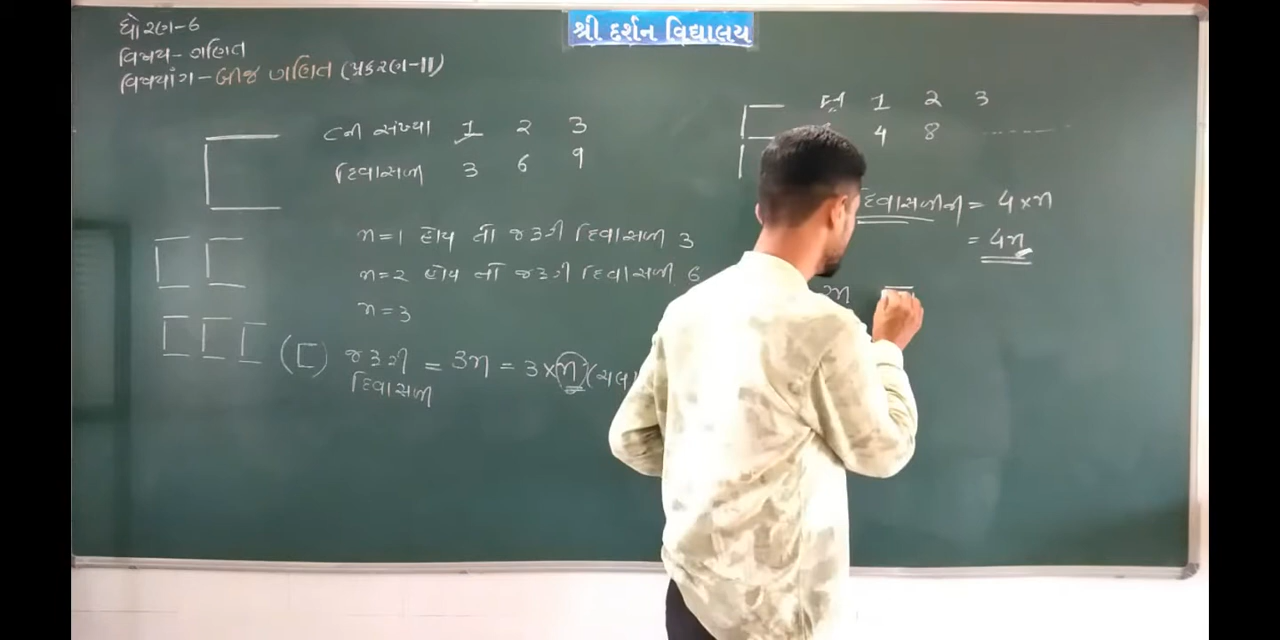 શ્રી દર્શન વિદ્યાલય
ધોરણ-6
વિષય- ગણિત
વિષયાંગ - બીજ ગણિત (પ્રકરણ-11)
C ની સંખ્યા 1 2 3
દિવાસળી 3 6 9
n = 1 હોય તો જરૂરી દિવાસળી 3
n = 2 હોય તો જરૂરી દિવાસળી 6
n = 3
(C) જરૂરી દિવાસળી = 3n = 3 × n (ચલ
1 2 3
4 8 ..........
દિવાસળીની = 4 × n
= 4n